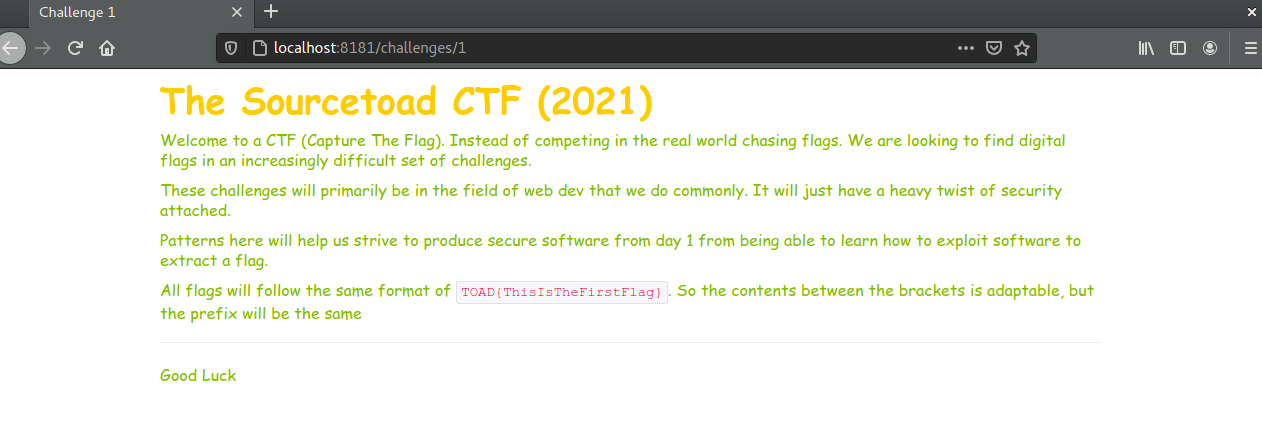 Challenge 1
localhost:8181/challenges/1
The Sourcetoad CTF (2021)
Welcome to a CTF (Capture The Flag). Instead of competing in the real world chasing flags. We are looking to find digital
flags in an increasingly difficult set of challenges.
These challenges will primarily be in the field of web dev that we do commonly. It will just have a heavy twist of security
attached.
Patterns here will help us strive to produce secure software from day 1 from being able to learn how to exploit software to
extract a flag.
All flags will follow the same format of TOAD{ThisIsTheFirstFlag}. So the contents between the brackets is adaptable, but
the prefix will be the same
Good Luck